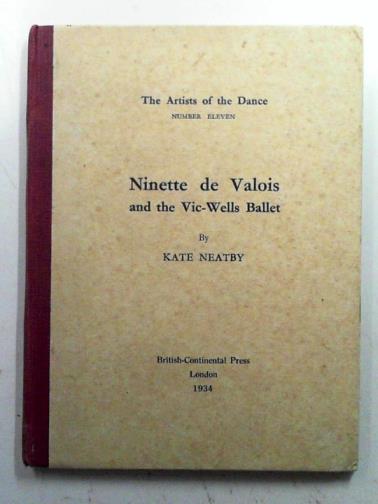 The Artists of the Dance
NUMBER ELEVEN
Ninette de Valois
and the Vic-Wells Ballet
By
KATE NEATBY
British-Continental Press
London
1934